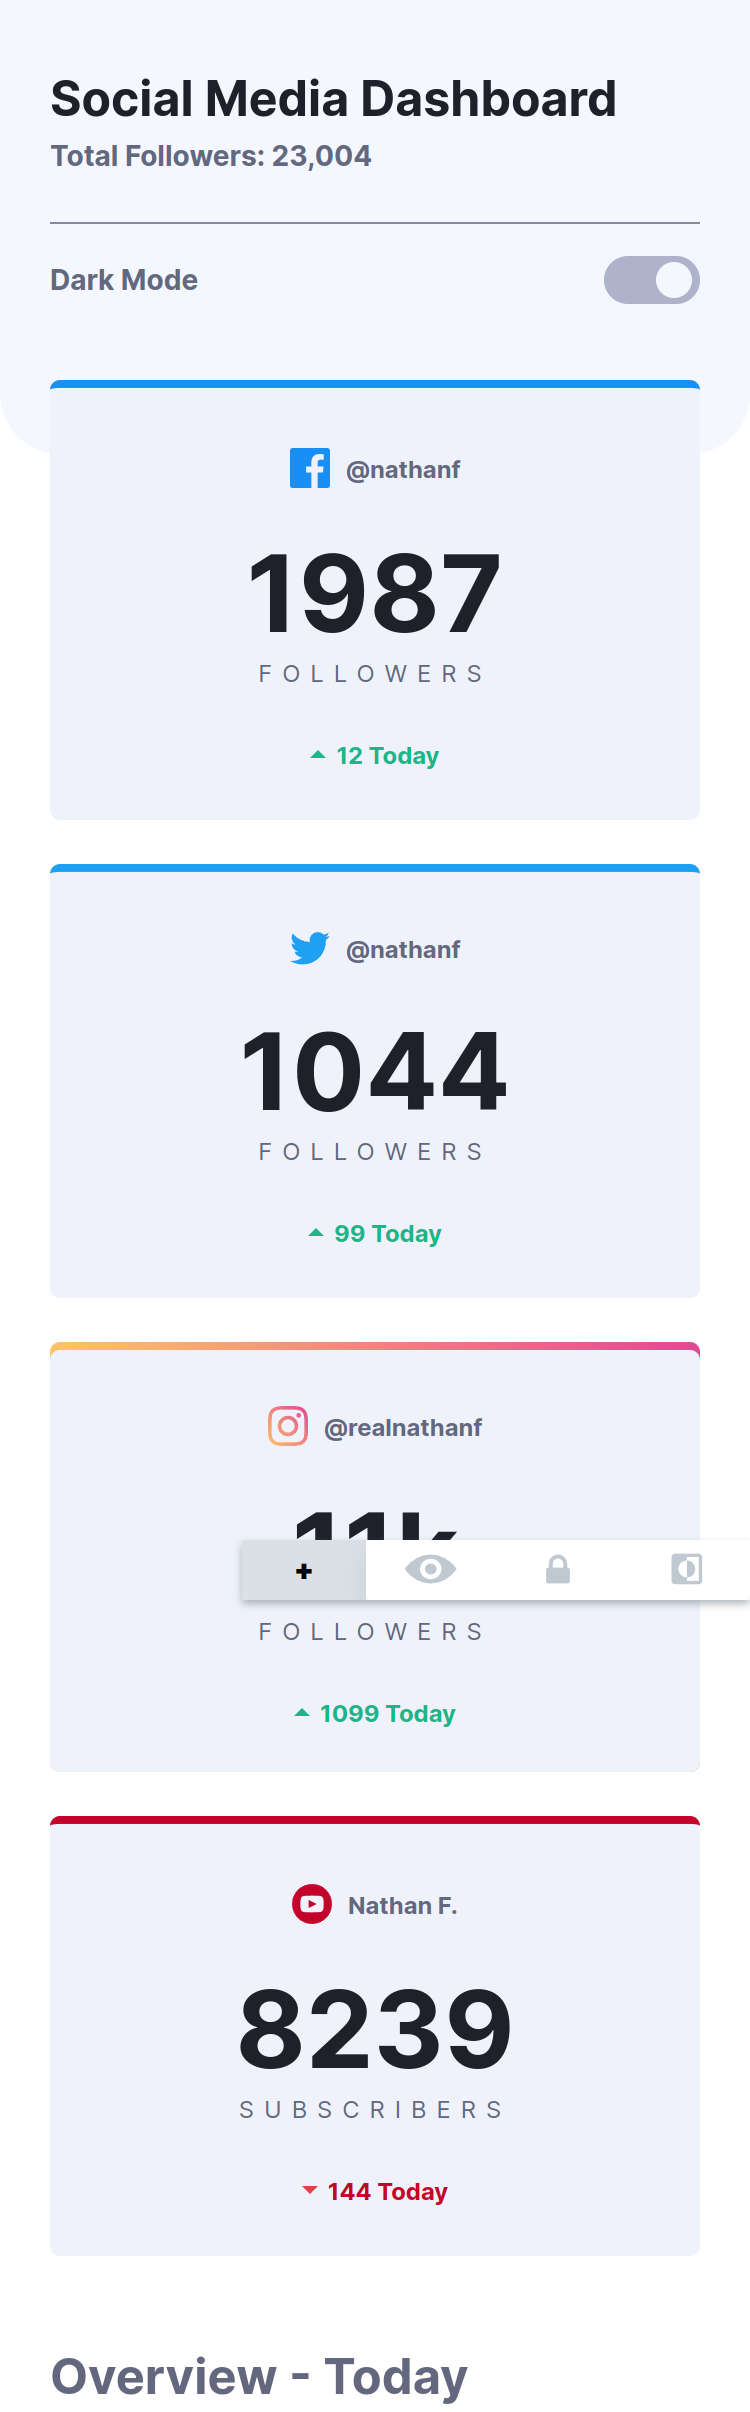 Social Media Dashboard
Total Followers: 23,004
Dark Mode
@nathanf
1987
FOLLOWERS
12 Today
@nathanf
1044
FOLLOWERS
99 Today
@realnathanf
11k
+
FOLLOWERS
1099 Today
Nathan F.
8239
SUBSCRIBERS
144 Today
Overview - Today